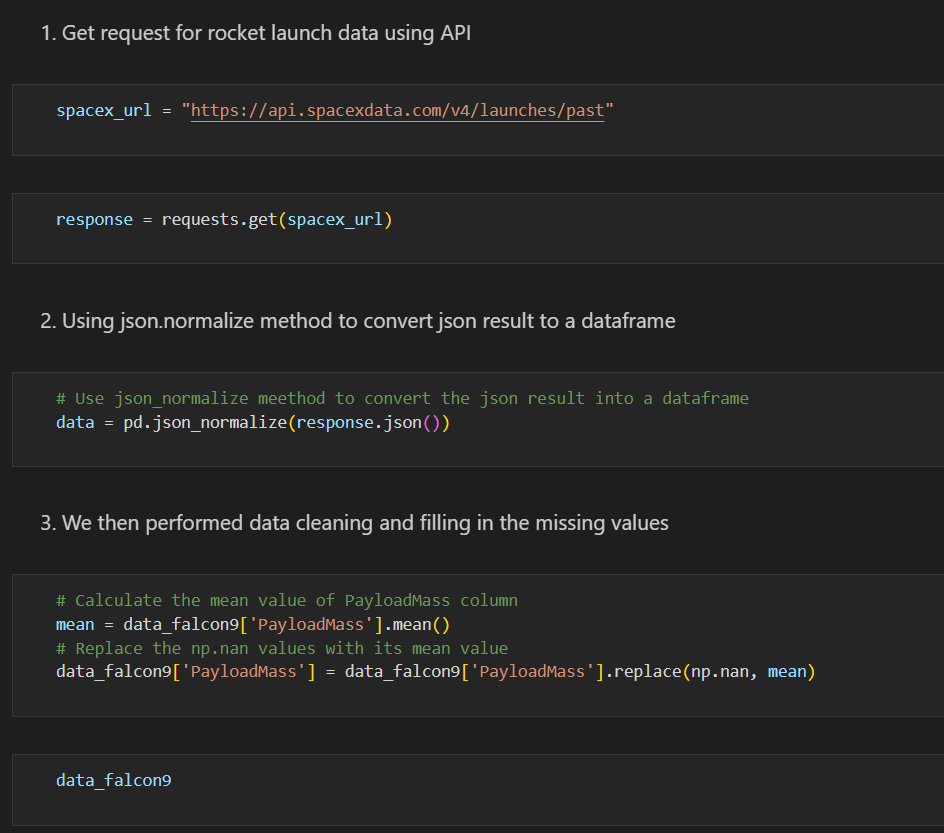 1. Get request for rocket launch data using API
spacex_url = "https://api.spacexdata.com/v4/launches/past"
response = requests.get(spacex_url)
2. Using json.normalize method to convert json result to a dataframe
# Use json_normalize meethod to convert the json result into a dataframe
data = pd.json_normalize(response.json())
3. We then performed data cleaning and filling in the missing values
# Calculate the mean value of PayloadMass column
mean = data_falcon9['PayloadMass'].mean()
# Replace the np.nan values with its mean value
data_falcon9['PayloadMass'] = data_falcon9['PayloadMass'].replace(np.nan, mean)
data_falcon9